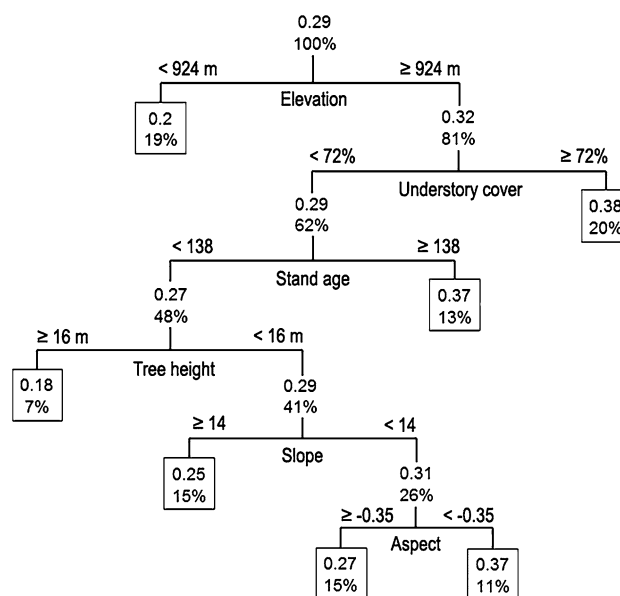 0.29
100%
< 924 m ≥ 924 m
Elevation
0.2
19%
0.32
81%
< 72% ≥ 72%
Understory cover
0.29
62%
0.38
20%
< 138 ≥ 138
Stand age
0.27
48%
0.37
13%
≥ 16 m < 16 m
Tree height
0.18
7%
0.29
41%
≥ 14 < 14
Slope
0.25
15%
0.31
26%
≥ -0.35 < -0.35
Aspect
0.27
15%
0.37
11%